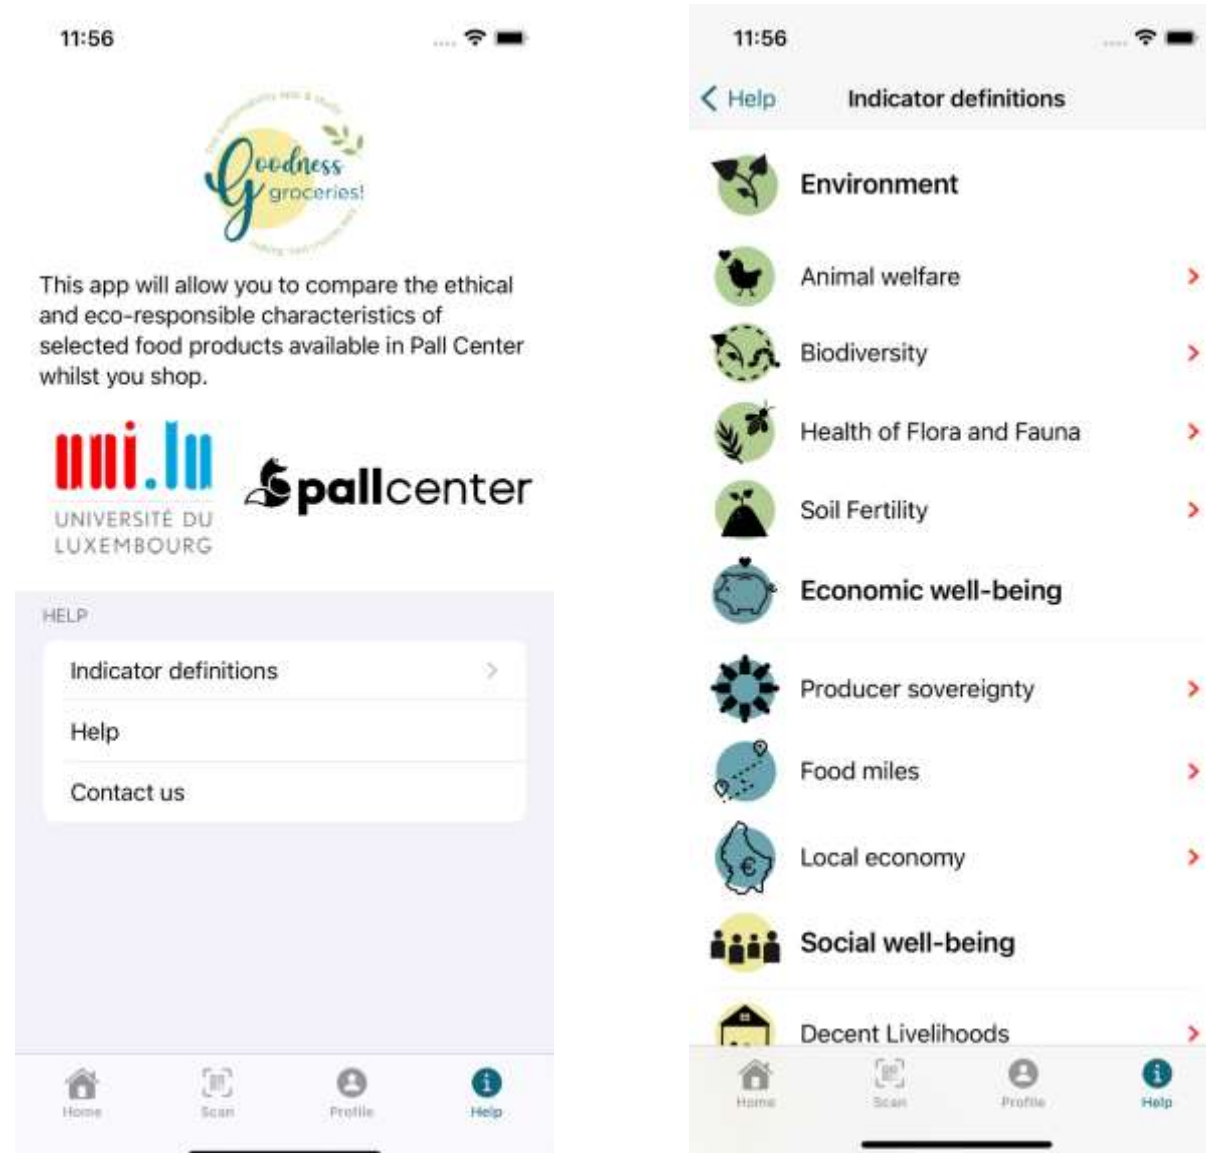 11:56
The sustainability app & study
Goodness
groceries!
This app will allow you to compare the ethical
and eco-responsible characteristics of
selected food products available in Pall Center
whilst you shop.
uni.lu
UNIVERSITÉ DU
LUXEMBOURG
pallcenter
HELP
Indicator definitions
Help
Contact us
Home
Scan
Profile
Help
11:56
Help
Indicator definitions
Environment
Animal welfare
Biodiversity
Health of Flora and Fauna
Soil Fertility
Economic well-being
Producer sovereignty
Food miles
Local economy
€
Social well-being
Decent Livelihoods
Home
Scan
Profile
Help